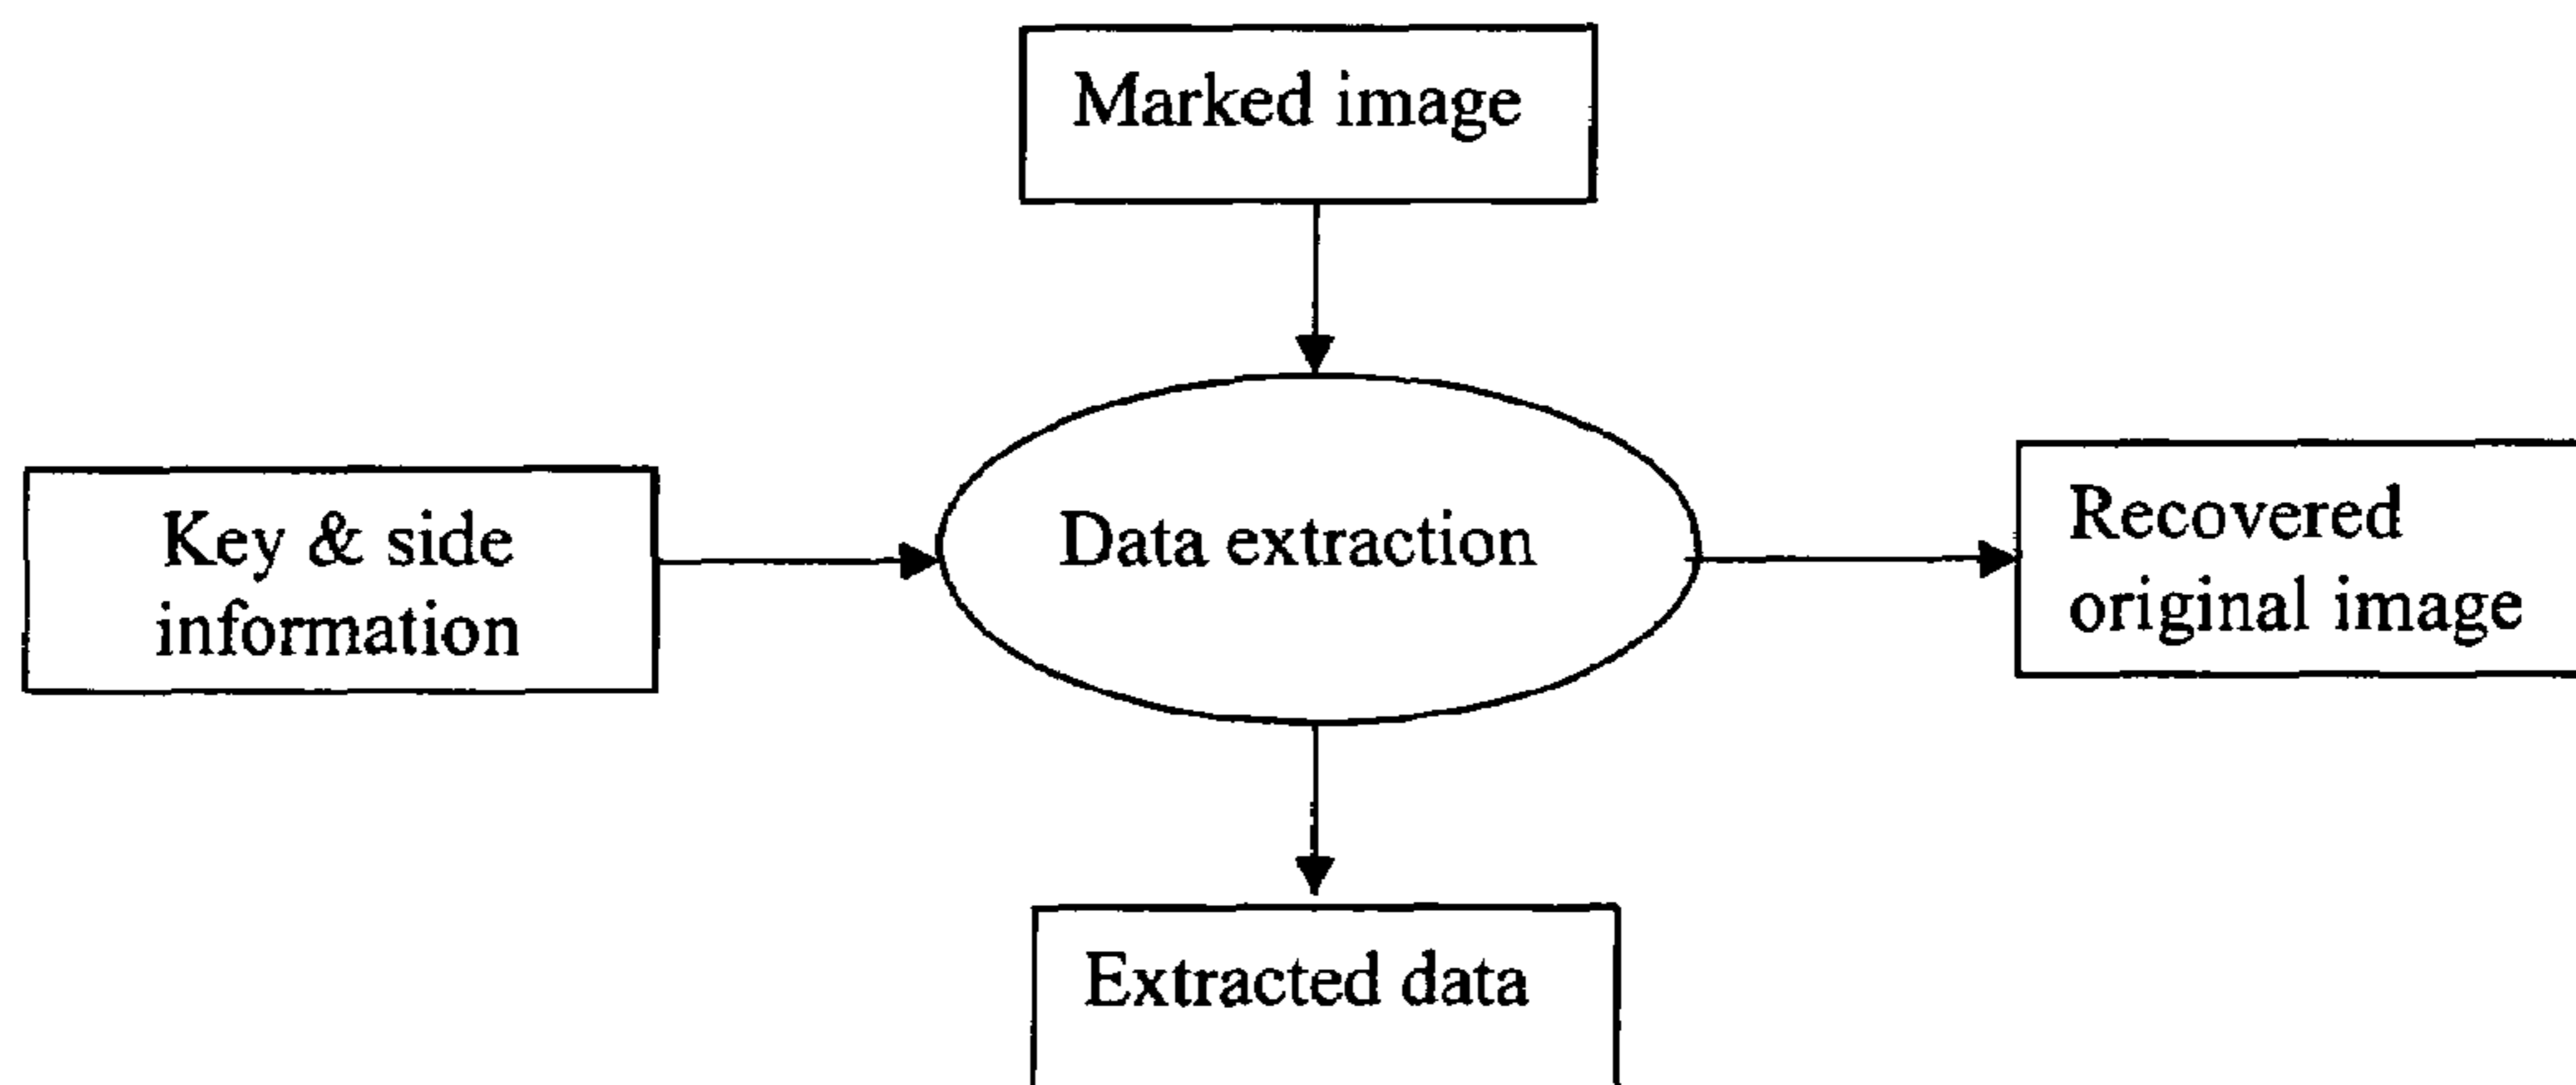 Marked image
Key & side
information
Data extraction
Recovered
original image
Extracted data